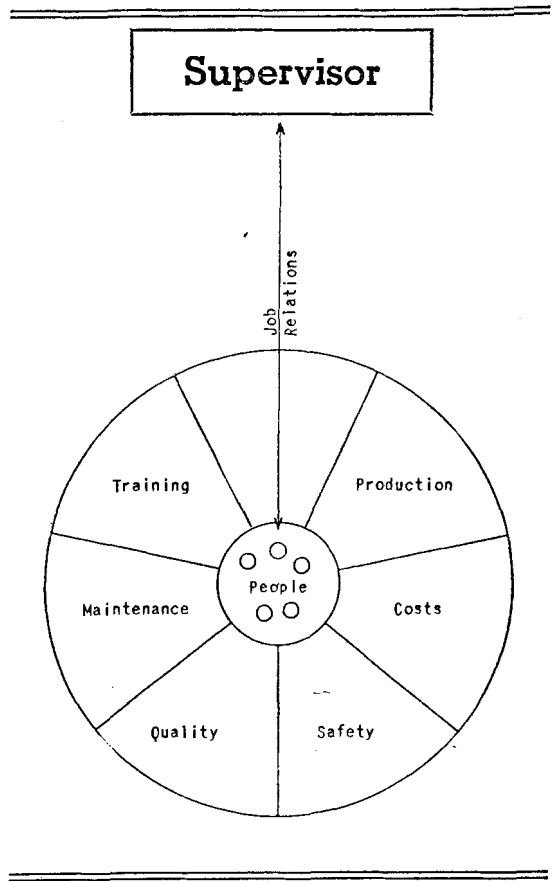 Supervisor
Job
Relations
Training
Production
People
Maintenance
Costs
Quality
Safety